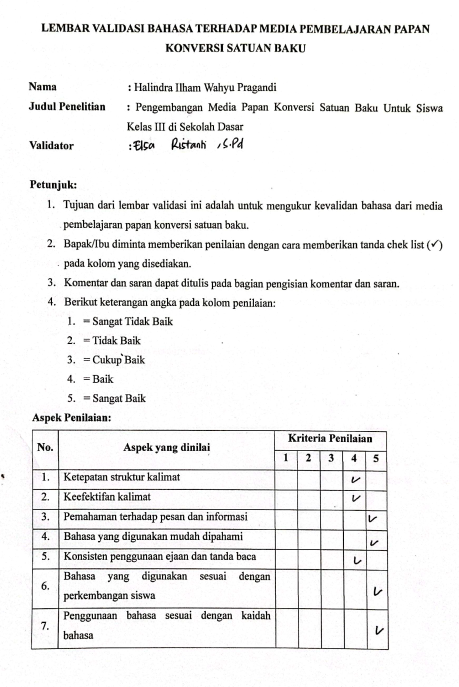 LEMBAR VALIDASI BAHASA TERHADAP MEDIA PEMBELAJARAN PAPAN
KONVERSI SATUAN BAKU
Nama : Halindra Ilham Wahyu Pragandi
Judul Penelitian : Pengembangan Media Papan Konversi Satuan Baku Untuk Siswa
Kelas III di Sekolah Dasar
Validator : Elsa Ristanti , S.Pd
Petunjuk:
1. Tujuan dari lembar validasi ini adalah untuk mengukur kevalidan bahasa dari media
pembelajaran papan konversi satuan baku.
2. Bapak/Ibu diminta memberikan penilaian dengan cara memberikan tanda chek list (✓)
pada kolom yang disediakan.
3. Komentar dan saran dapat ditulis pada bagian pengisian komentar dan saran.
4. Berikut keterangan angka pada kolom penilaian:
1. = Sangat Tidak Baik
2. = Tidak Baik
3. = Cukup Baik
4. = Baik
5. = Sangat Baik
Aspek Penilaian:
No. Aspek yang dinilai Kriteria Penilaian
1 2 3 4 5
1. Ketepatan struktur kalimat ✓
2. Keefektifan kalimat ✓
3. Pemahaman terhadap pesan dan informasi ✓
4. Bahasa yang digunakan mudah dipahami ✓
5. Konsisten penggunaan ejaan dan tanda baca ✓
6. Bahasa yang digunakan sesuai dengan
perkembangan siswa ✓
7. Penggunaan bahasa sesuai dengan kaidah
bahasa ✓